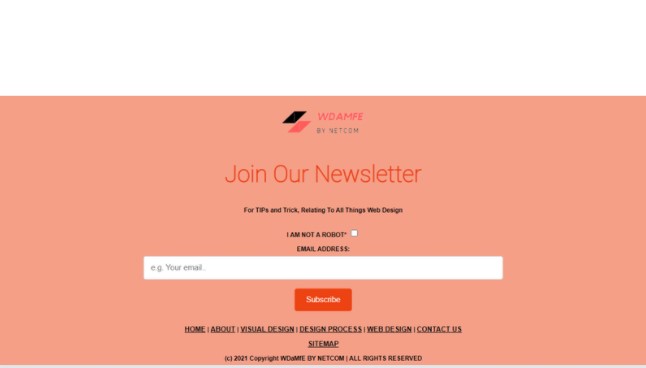 WDAMFE
BY NETCOM
Join Our Newsletter
For TIPs and Trick, Relating To All Things Web Design
I AM NOT A ROBOT*:
EMAIL ADDRESS:
e.g. Your email..
Subscribe
HOME | ABOUT | VISUAL DESIGN | DESIGN PROCESS | WEB DESIGN | CONTACT US
SITEMAP
(c) 2021 Copyright WDaMfE BY NETCOM | ALL RIGHTS RESERVED